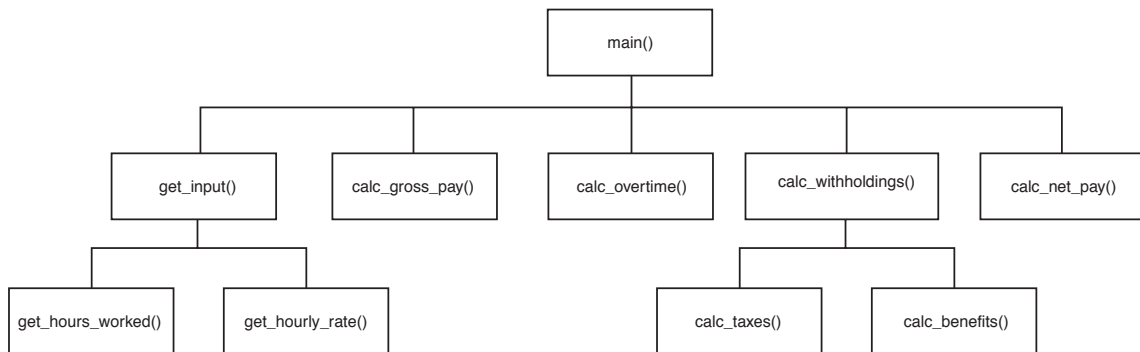 main()
get_input()
calc_gross_pay()
calc_overtime()
calc_withholdings()
calc_net_pay()
get_hours_worked()
get_hourly_rate()
calc_taxes()
calc_benefits()